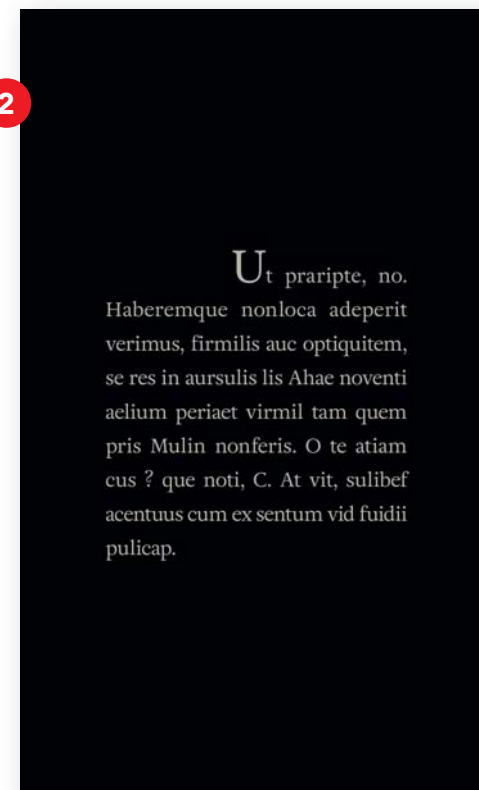 2
Ut praripte, no.
Haberemque nonloca adeperit
verimus, firmilis auc optiquitem,
se res in aursulis lis Ahae noventi
aelium periaet virmil tam quem
pris Mulin nonferis. O te atiam
cus ? que noti, C. At vit, sulibef
acentuus cum ex sentum vid fuidii
pulicap.